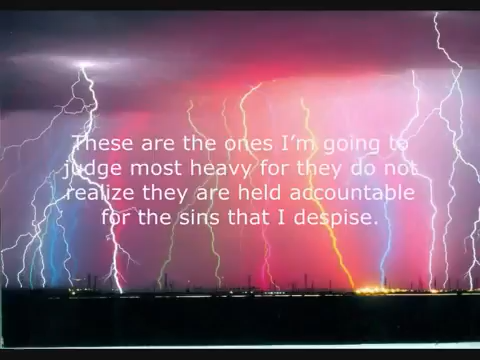 These are the ones I'm going to
judge most heavy for they do not
realize they are held accountable
for the sins that I despise.